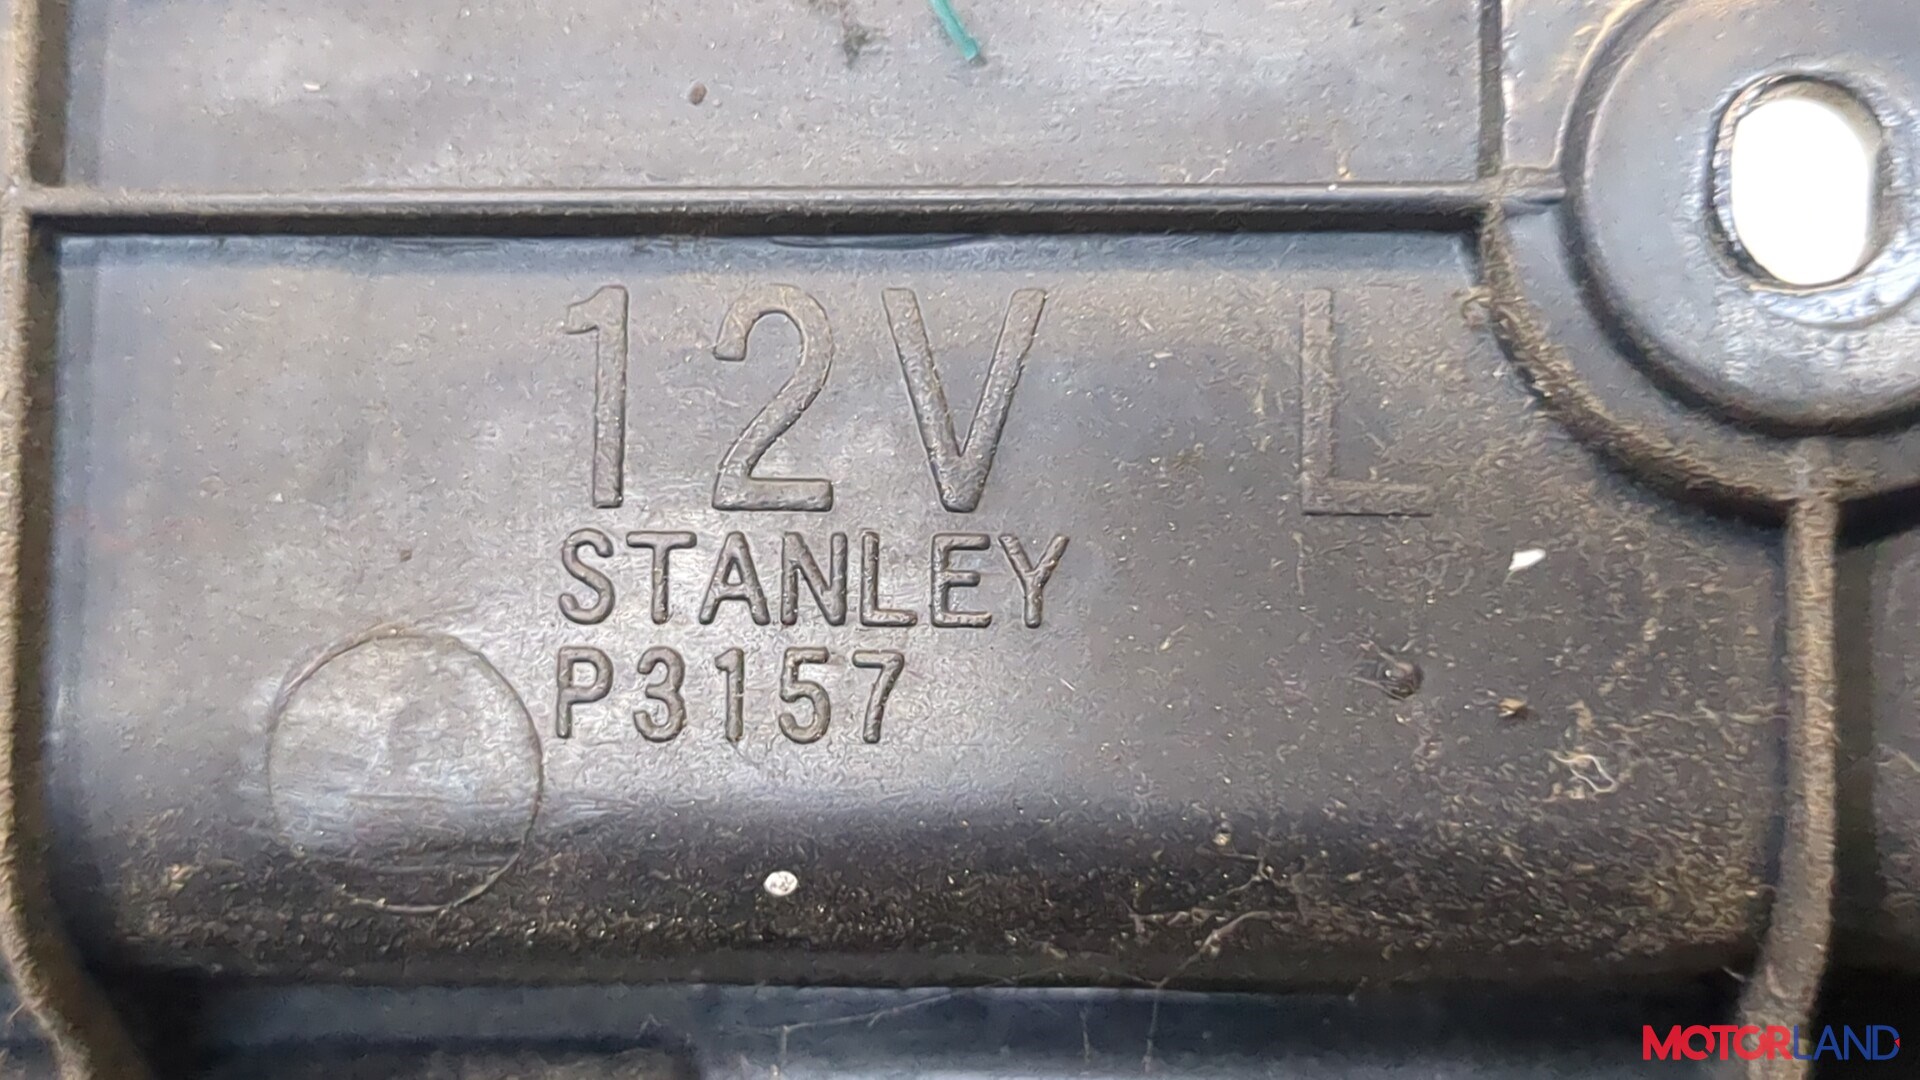 12V L
STANLEY
P3157
MOTORLAND